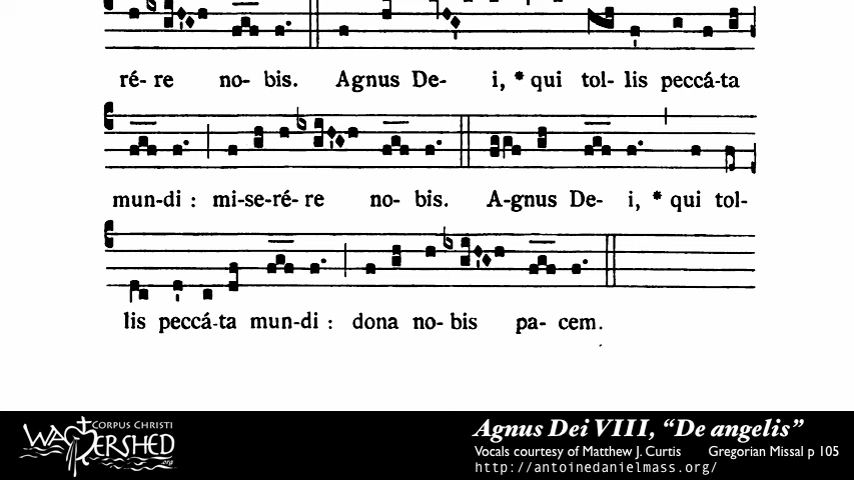 ré- re no- bis. Agnus De- i, * qui tol- lis peccá-ta
mun-di : mi-se-ré- re no- bis. A-gnus De- i, * qui tol-
lis peccá-ta mun-di : dona no- bis pa- cem.
CORPUS CHRISTI
WATERSHED
.org
Agnus Dei VIII, “De angelis”
Vocals courtesy of Matthew J. Curtis Gregorian Missal p 105
http://antoinedanielmass.org/